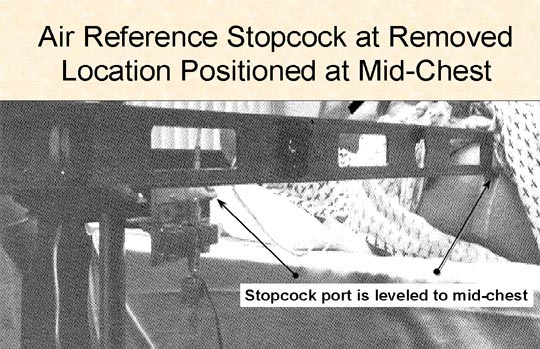 Air Reference Stopcock at Removed
Location Positioned at Mid-Chest
Stopcock port is leveled to mid-chest